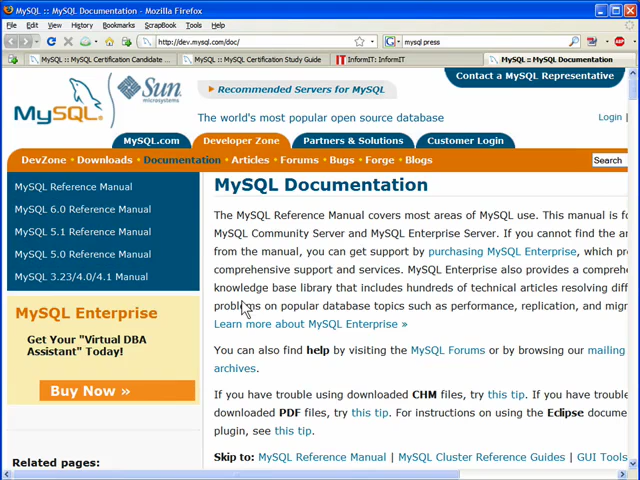 MySQL :: MySQL Documentation - Mozilla Firefox
File Edit View History Bookmarks ScrapBook Tools Help
http://dev.mysql.com/doc/
mysql press
MySQL :: MySQL Certification Candidate ...
MySQL :: MySQL Certification Study Guide
InformIT: InformIT
MySQL :: MySQL Documentation
Contact a MySQL Representative
MySQL
Sun
microsystems
Recommended Servers for MySQL
The world's most popular open source database
Login
MySQL.com
Developer Zone
Partners & Solutions
Customer Login
DevZone Downloads Documentation Articles Forums Bugs Forge Blogs
Search
MySQL Reference Manual
MySQL 6.0 Reference Manual
MySQL 5.1 Reference Manual
MySQL 5.0 Reference Manual
MySQL 3.23/4.0/4.1 Manual
MySQL Enterprise
Get Your "Virtual DBA
Assistant" Today!
Buy Now »
Related pages:
MySQL Documentation
The MySQL Reference Manual covers most areas of MySQL use. This manual is fo
MySQL Community Server and MySQL Enterprise Server. If you cannot find the an
from the manual, you can get support by purchasing MySQL Enterprise, which pr
comprehensive support and services. MySQL Enterprise also provides a comprehe
knowledge base library that includes hundreds of technical articles resolving diff
problems on popular database topics such as performance, replication, and migr
Learn more about MySQL Enterprise »
You can also find help by visiting the MySQL Forums or by browsing our mailing
archives.
If you have trouble using downloaded CHM files, try this tip. If you have trouble
downloaded PDF files, try this tip. For instructions on using the Eclipse docume
plugin, see this tip.
Skip to: MySQL Reference Manual | MySQL Cluster Reference Guides | GUI Tools